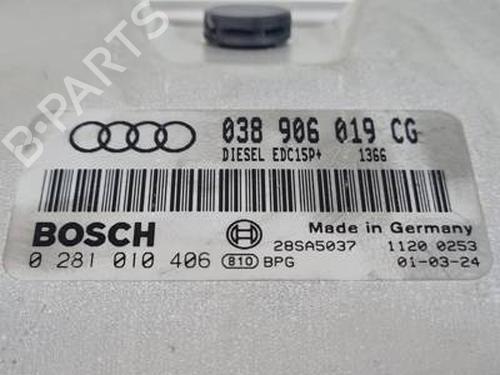 038 906 019 CG
DIESEL EDC15P+ 1366
BOSCH
Made in Germany
28SA5037 1120 0253
0 281 010 406 810 BPG 01-03-24
B-PARTS